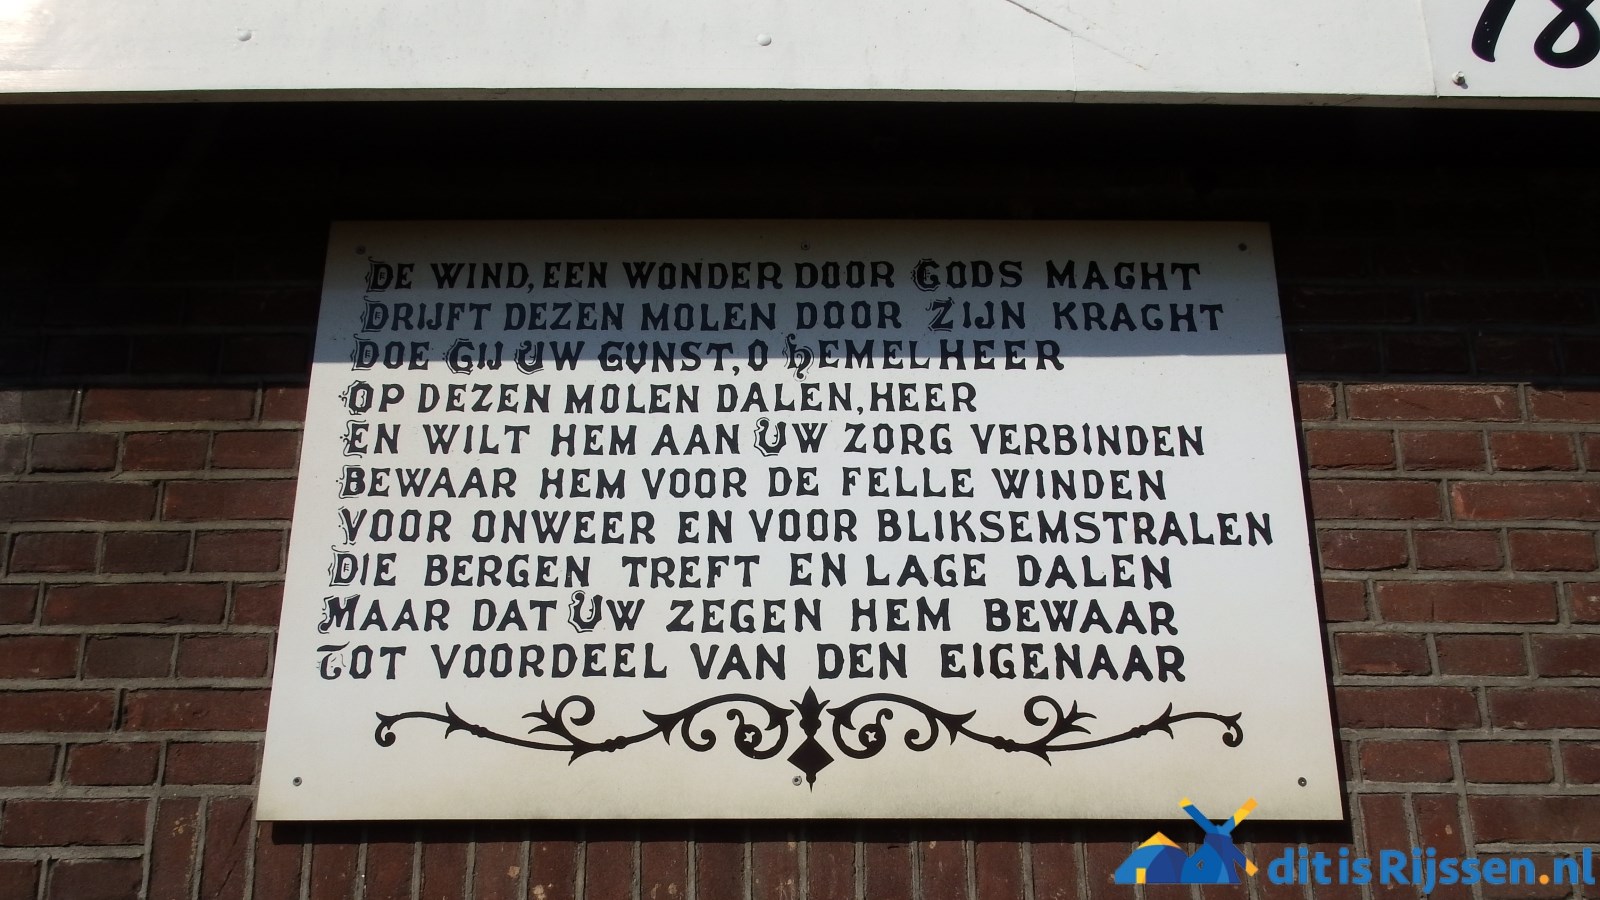 18
DE WIND, EEN WONDER DOOR GODS MACHT
DRIJFT DEZEN MOLEN DOOR ZIJN KRACHT
DOE GIJ UW GUNST, O HEMELHEER
OP DEZEN MOLEN DALEN, HEER
EN WILT HEM AAN UW ZORG VERBINDEN
BEWAAR HEM VOOR DE FELLE WINDEN
VOOR ONWEER EN VOOR BLIKSEMSTRALEN
DIE BERGEN TREFT EN LAGE DALEN
MAAR DAT UW ZEGEN HEM BEWAAR
TOT VOORDEEL VAN DEN EIGENAAR
ditisRijssen.nl